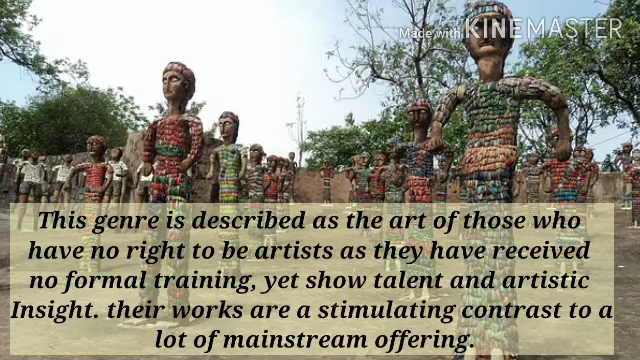 Made with KINEMASTER
This genre is described as the art of those who
have no right to be artists as they have received
no formal training, yet show talent and artistic
Insight. their works are a stimulating contrast to a
lot of mainstream offering.